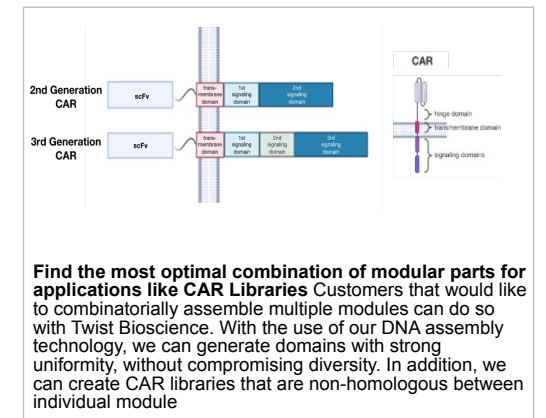 CAR
2nd Generation
CAR
scFv
trans-
membrane
domain
1st
signaling
domain
2nd
signaling
domain
3rd Generation
CAR
scFv
trans-
membrane
domain
1st
signaling
domain
2nd
signaling
domain
3rd
signaling
domain
hinge domain
transmembrane domain
signaling domains
Find the most optimal combination of modular parts for
applications like CAR Libraries Customers that would like
to combinatorially assemble multiple modules can do so
with Twist Bioscience. With the use of our DNA assembly
technology, we can generate domains with strong
uniformity, without compromising diversity. In addition, we
can create CAR libraries that are non-homologous between
individual module